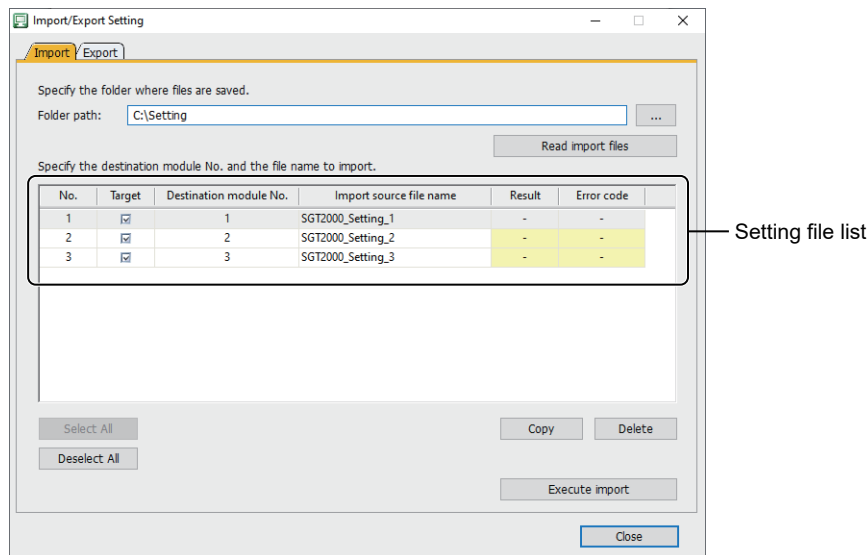 Import/Export Setting
Import Export
Specify the folder where files are saved.
Folder path: C:\Setting ...
Read import files
Specify the destination module No. and the file name to import.
No. Target Destination module No. Import source file name Result Error code
1 1 SGT2000_Setting_1 - -
2 2 SGT2000_Setting_2 - -
3 3 SGT2000_Setting_3 - -
Setting file list
Select All Copy Delete
Deselect All
Execute import
Close